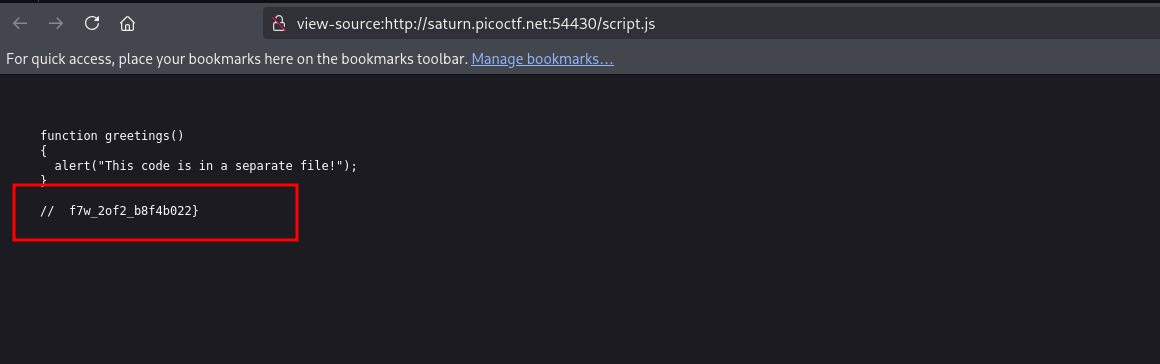 view-source:http://saturn.picoctf.net:54430/script.js
For quick access, place your bookmarks here on the bookmarks toolbar. Manage bookmarks...
function greetings()
{
  alert("This code is in a separate file!");
}
//  f7w_2of2_b8f4b022}